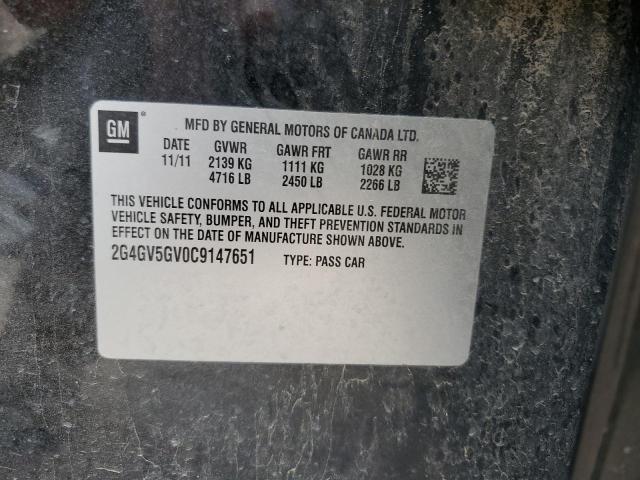 GM ®
MFD BY GENERAL MOTORS OF CANADA LTD.
DATE GVWR GAWR FRT GAWR RR
11/11 2139 KG 1111 KG 1028 KG
4716 LB 2450 LB 2266 LB
THIS VEHICLE CONFORMS TO ALL APPLICABLE U.S. FEDERAL MOTOR
VEHICLE SAFETY, BUMPER, AND THEFT PREVENTION STANDARDS IN
EFFECT ON THE DATE OF MANUFACTURE SHOWN ABOVE.
2G4GV5GV0C9147651 TYPE: PASS CAR